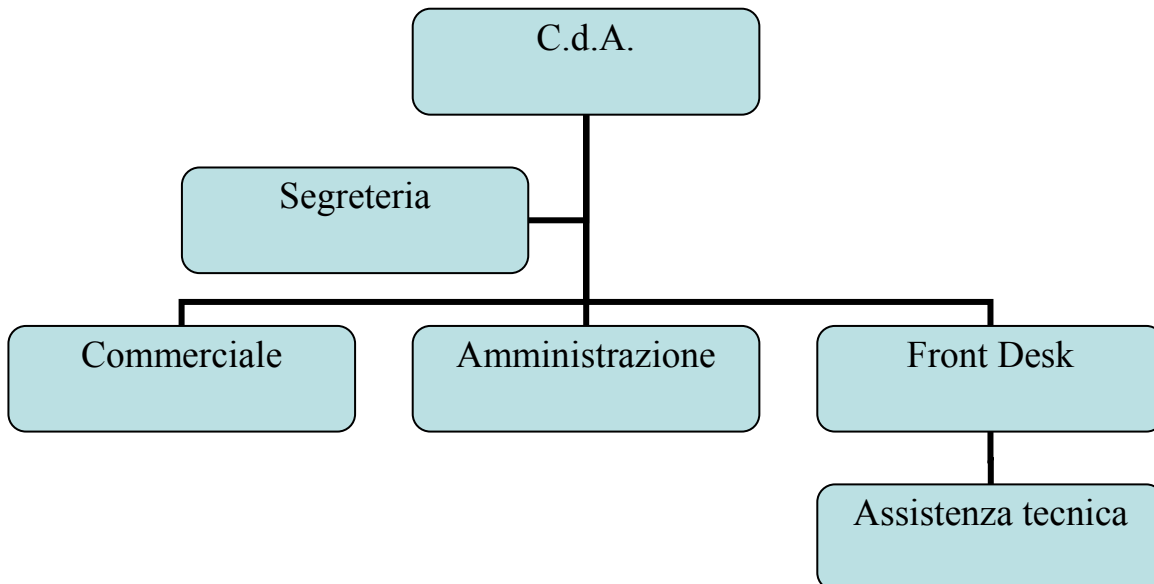 C.d.A.
Segreteria
Commerciale
Amministrazione
Front Desk
Assistenza tecnica